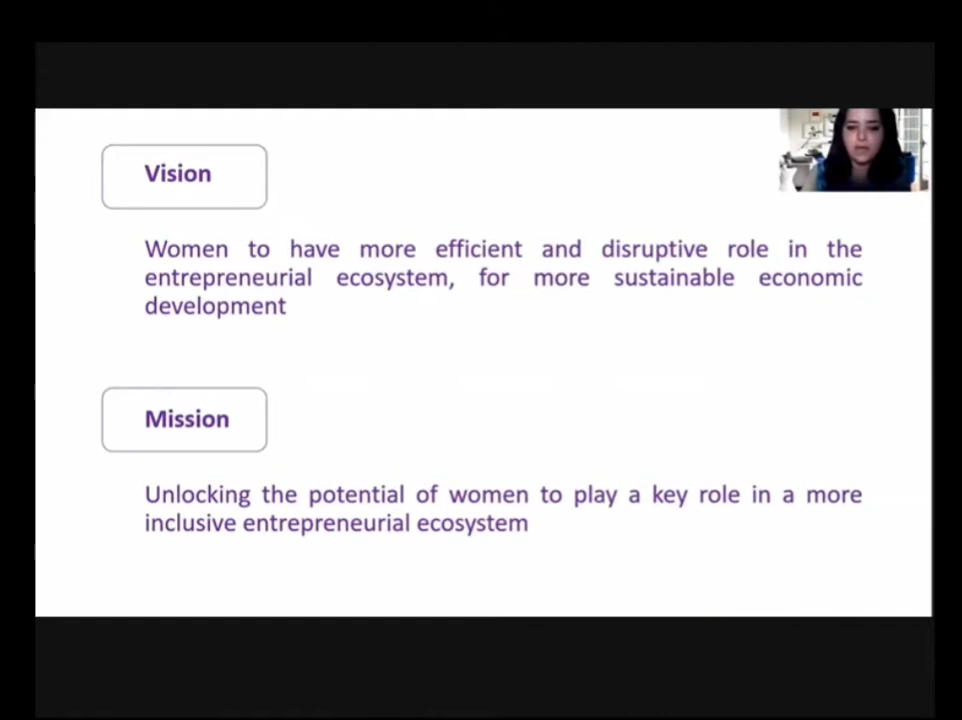 Vision
Women to have more efficient and disruptive role in the
entrepreneurial ecosystem, for more sustainable economic
development
Mission
Unlocking the potential of women to play a key role in a more
inclusive entrepreneurial ecosystem